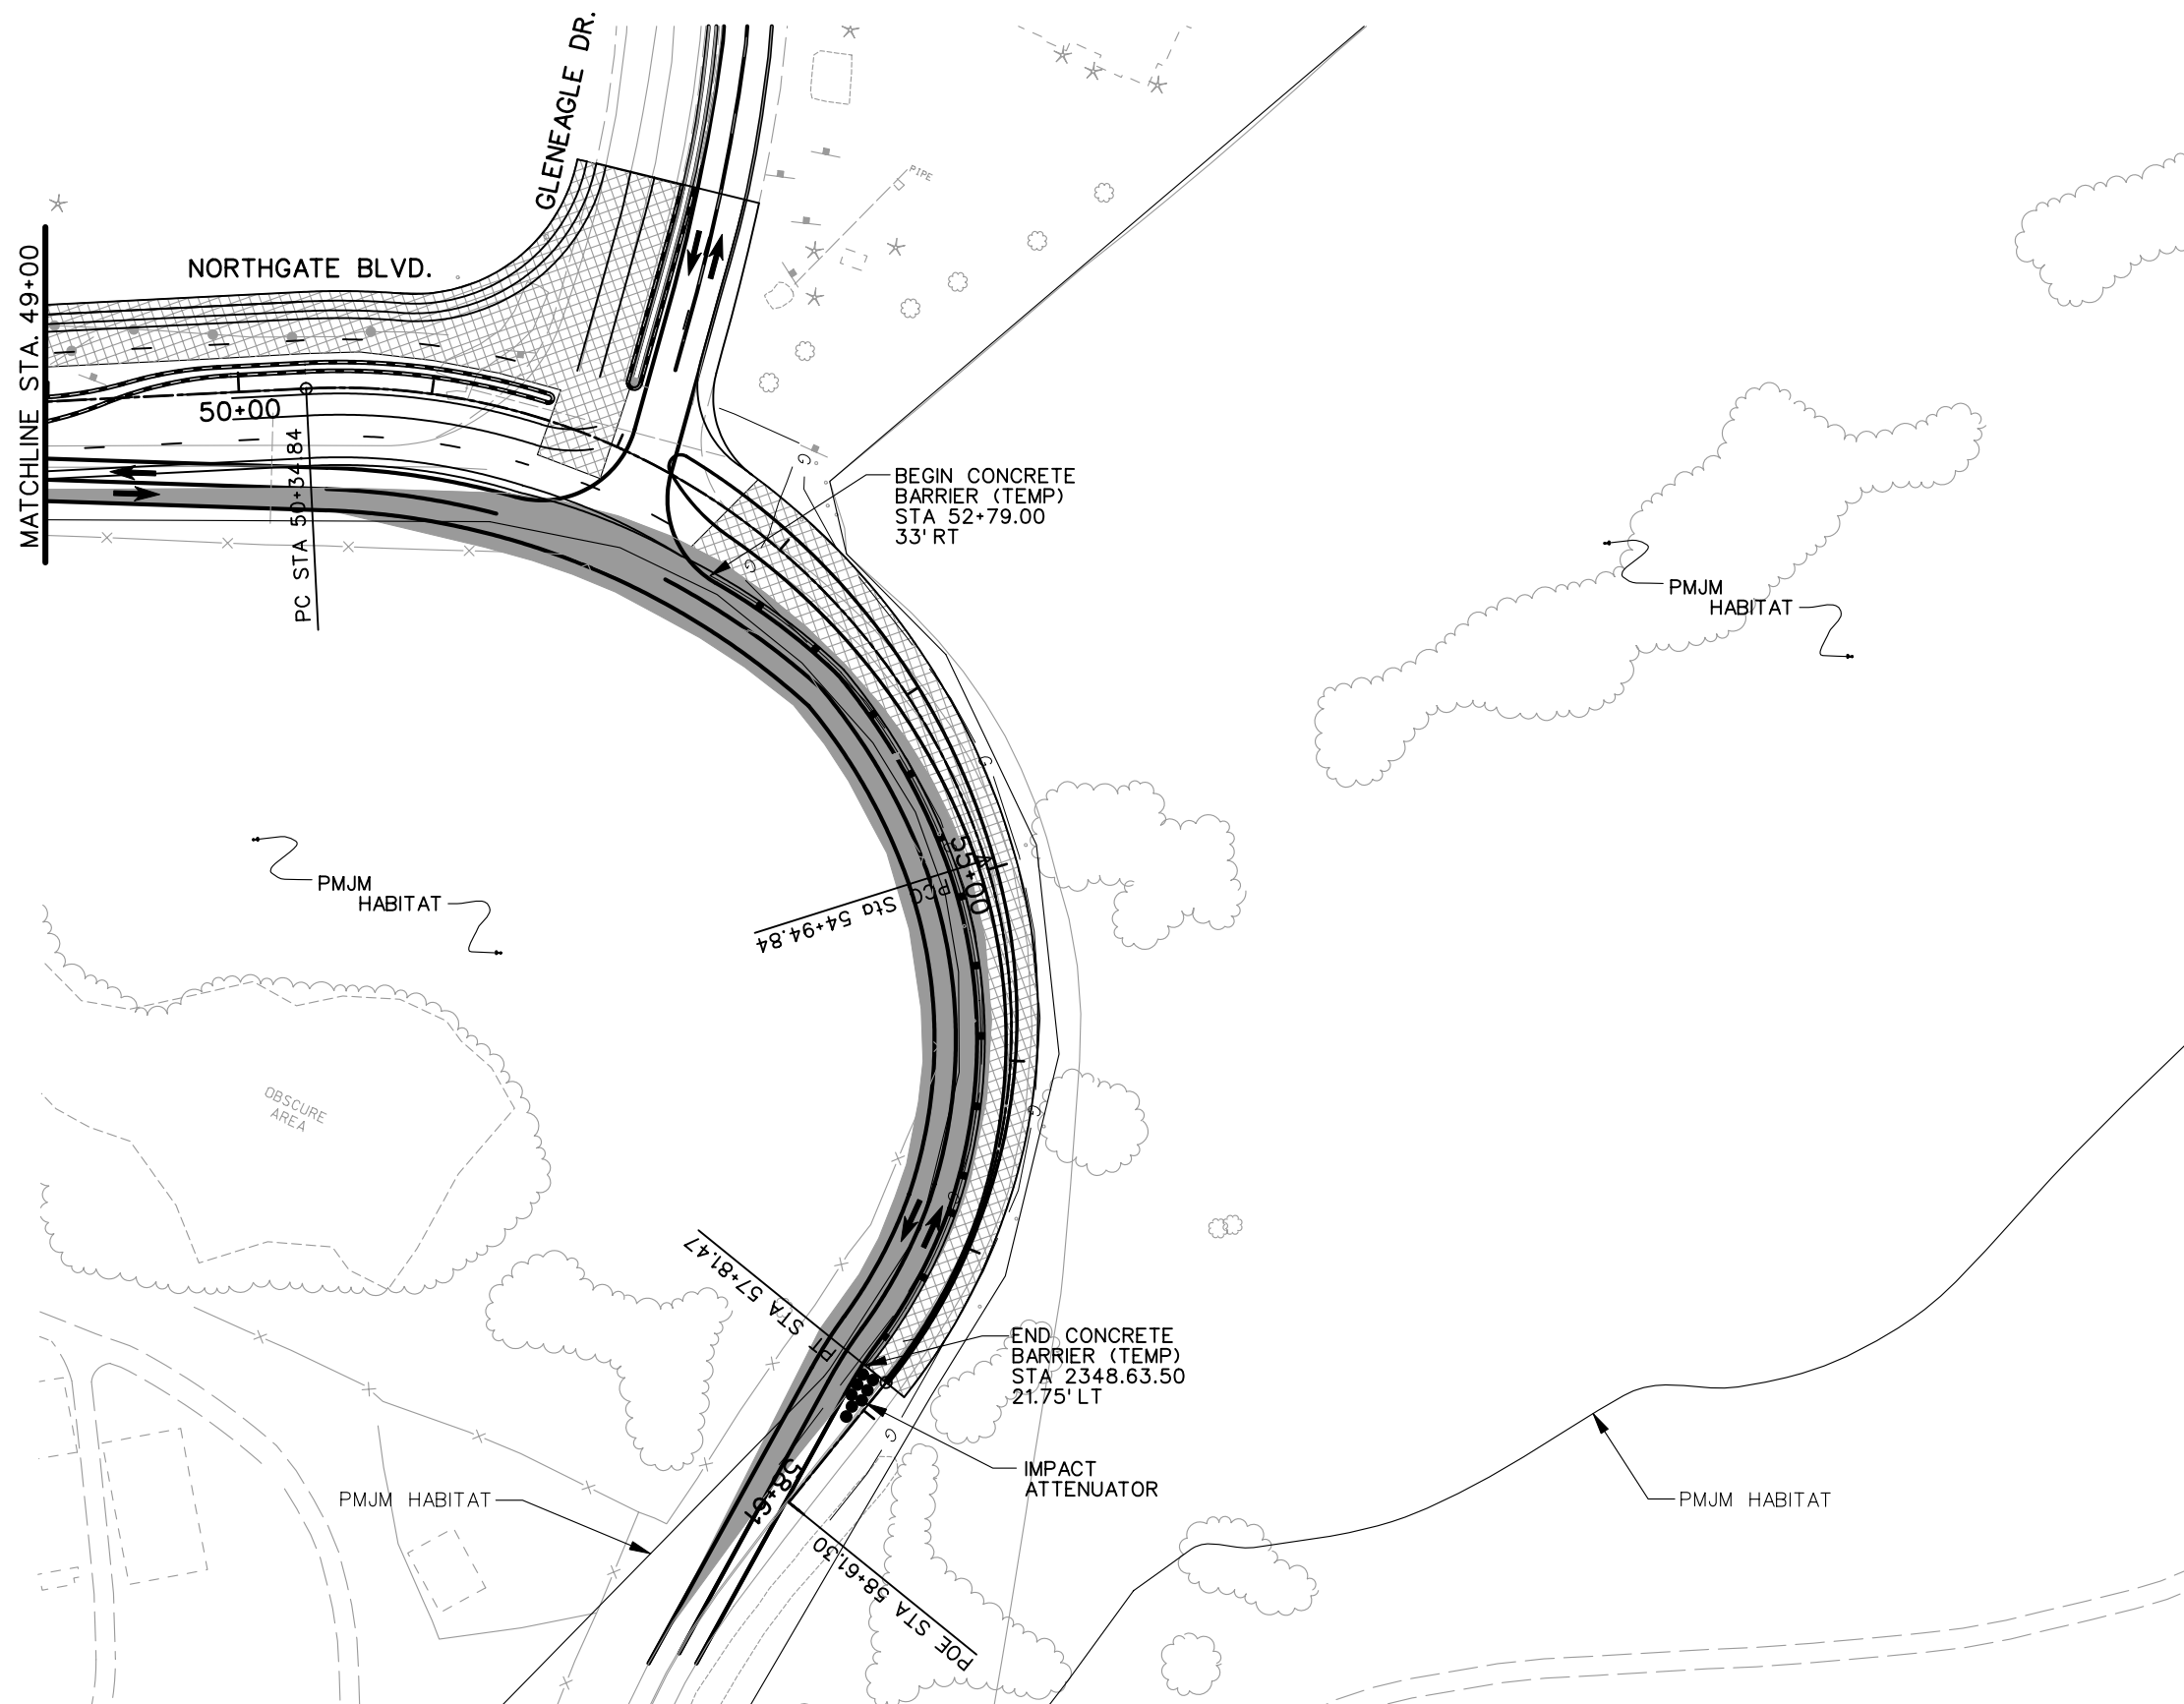 GLENEAGLE DR.
PIPE
NORTHGATE BLVD.
MATCHLINE STA. 49+00
50+00
PC STA 50+34.84
G
G
BEGIN CONCRETE
BARRIER (TEMP)
STA 52+79.00
33' RT
PMJM
HABITAT
G
55+00
PCC Sta 54+94.84
PMJM
HABITAT
OBSCURE
AREA
G
G
PT STA 57+81.47
END CONCRETE
BARRIER (TEMP)
STA 2348.63.50
21.75' LT
G
IMPACT
ATTENUATOR
58+61
PMJM HABITAT
PMJM HABITAT
POE STA 58+61.30